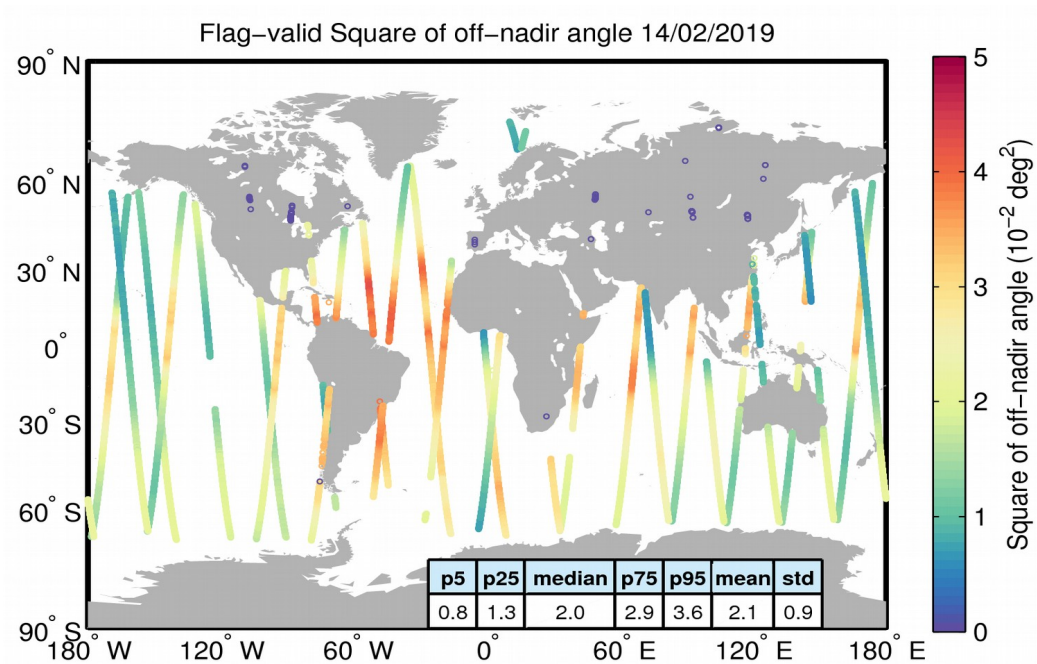 Flag−valid Square of off−nadir angle 14/02/2019
90° N
60° N
30° N
0°
30° S
60° S
90° S
180° W
120° W
60° W
0°
60° E
120° E
180° E
p5 p25 median p75 p95 mean std
0.8 1.3 2.0 2.9 3.6 2.1 0.9
5
4
3
2
1
0
Square of off−nadir angle (10⁻² deg²)